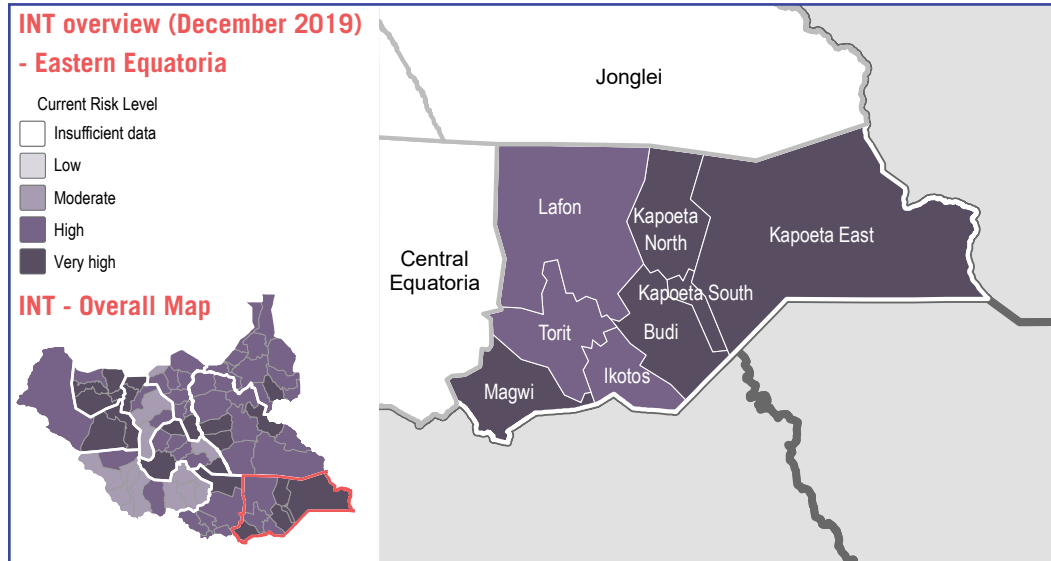 INT overview (December 2019)
- Eastern Equatoria
Current Risk Level
Insufficient data
Low
Moderate
High
Very high
INT - Overall Map
Jonglei
Central
Equatoria
Lafon
Kapoeta
North
Kapoeta East
Kapoeta South
Budi
Torit
Ikotos
Magwi